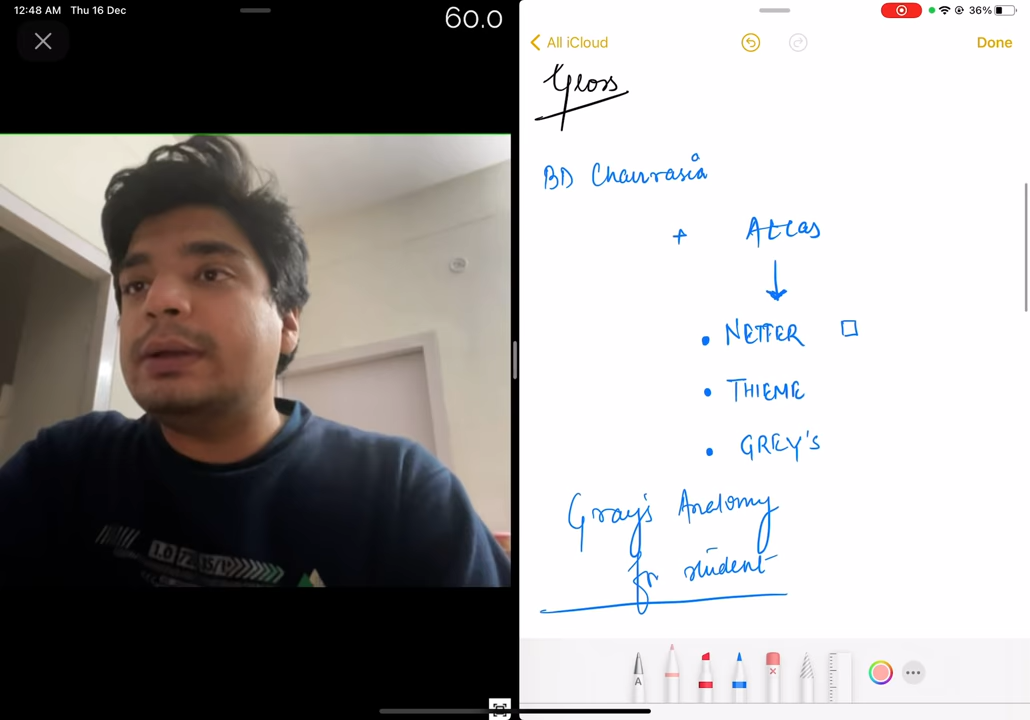 12:48 AM Thu 16 Dec
60.0
36%
All iCloud
Done
Gross
BD Chaurasia
+ Atlas
NETTER
THIEME
GREY'S
Gray's Anatomy
for student
A